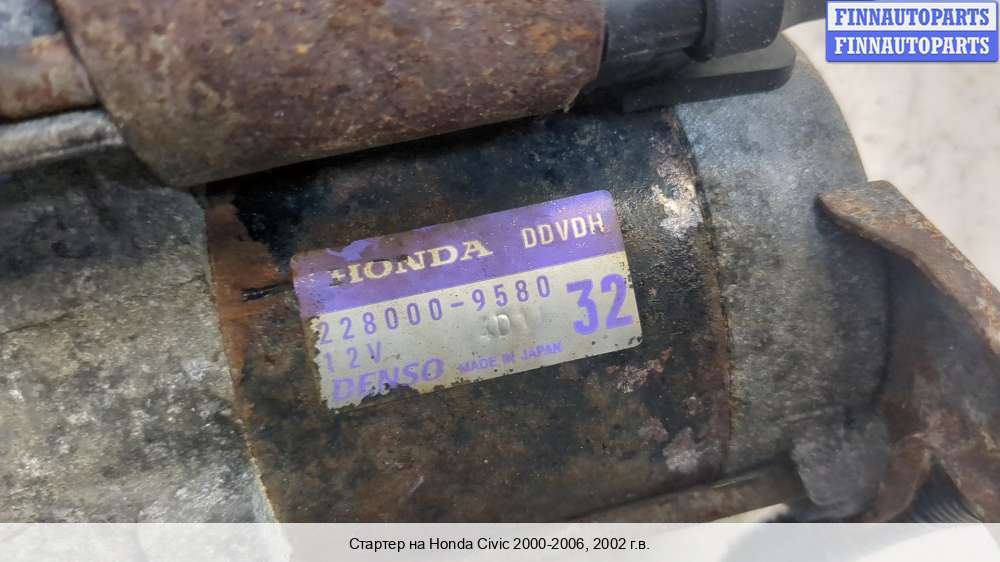 FINNAUTOPARTS
FINNAUTOPARTS
HONDA DDVDH
228000-9580 32
12V
DENSO MADE IN JAPAN
Стартер на Honda Civic 2000-2006, 2002 г.в.